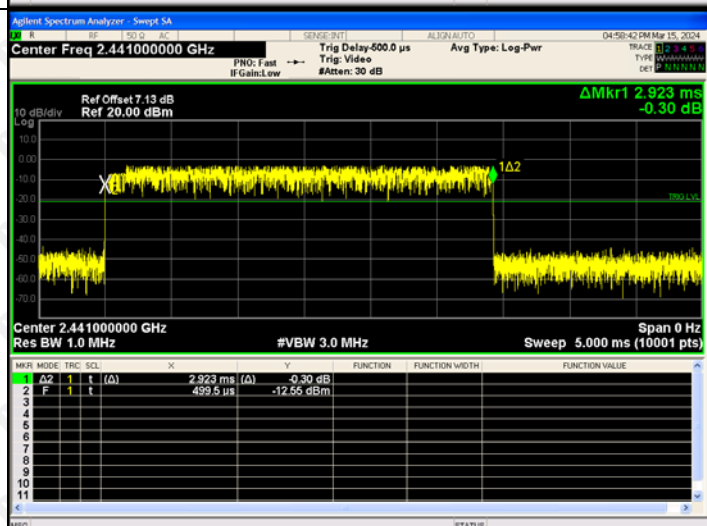 Agilent Spectrum Analyzer - Swept SA
R RF 50 Ω AC SENSE:INT ALIGN AUTO 04:58:42 PM Mar 15, 2024
Center Freq 2.441000000 GHz
Trig Delay-500.0 µs Avg Type: Log-Pwr TRACE 1 2 3 4 5 6
PNO: Fast Trig: Video TYPE
IFGain:Low #Atten: 30 dB DET P N N N N N
ΔMkr1 2.923 ms
-0.30 dB
Ref Offset 7.13 dB
10 dB/div Ref 20.00 dBm
Log
10.0
0.00
-10.0
-20.0
-30.0
-40.0
-50.0
-60.0
-70.0
1Δ2
TRIG LVL
Center 2.441000000 GHz Span 0 Hz
Res BW 1.0 MHz #VBW 3.0 MHz Sweep 5.000 ms (10001 pts)
MKR MODE TRC SCL X Y FUNCTION FUNCTION WIDTH FUNCTION VALUE
1 Δ2 1 t (Δ) 2.923 ms (Δ) -0.30 dB
2 F 1 t 499.5 µs -12.55 dBm
3
4
5
6
7
8
9
10
11
MSG STATUS